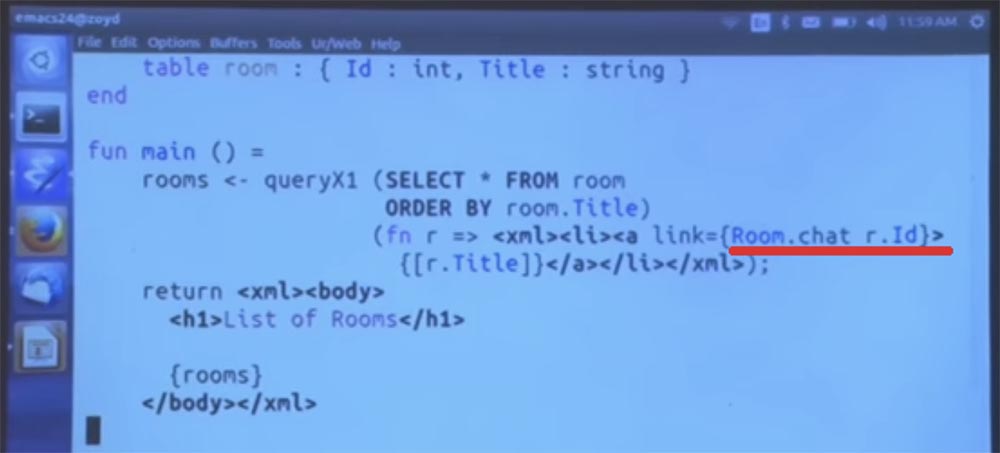 emacs24@zoyd
En
11:59 AM
File Edit Options Buffers Tools Ur/Web Help
table room : { Id : int, Title : string }
end
fun main () =
rooms <- queryX1 (SELECT * FROM room
ORDER BY room.Title)
(fn r => <xml><li><a link={Room.chat r.Id}>
{[r.Title]}</a></li></xml>);
return <xml><body>
<h1>List of Rooms</h1>
{rooms}
</body></xml>